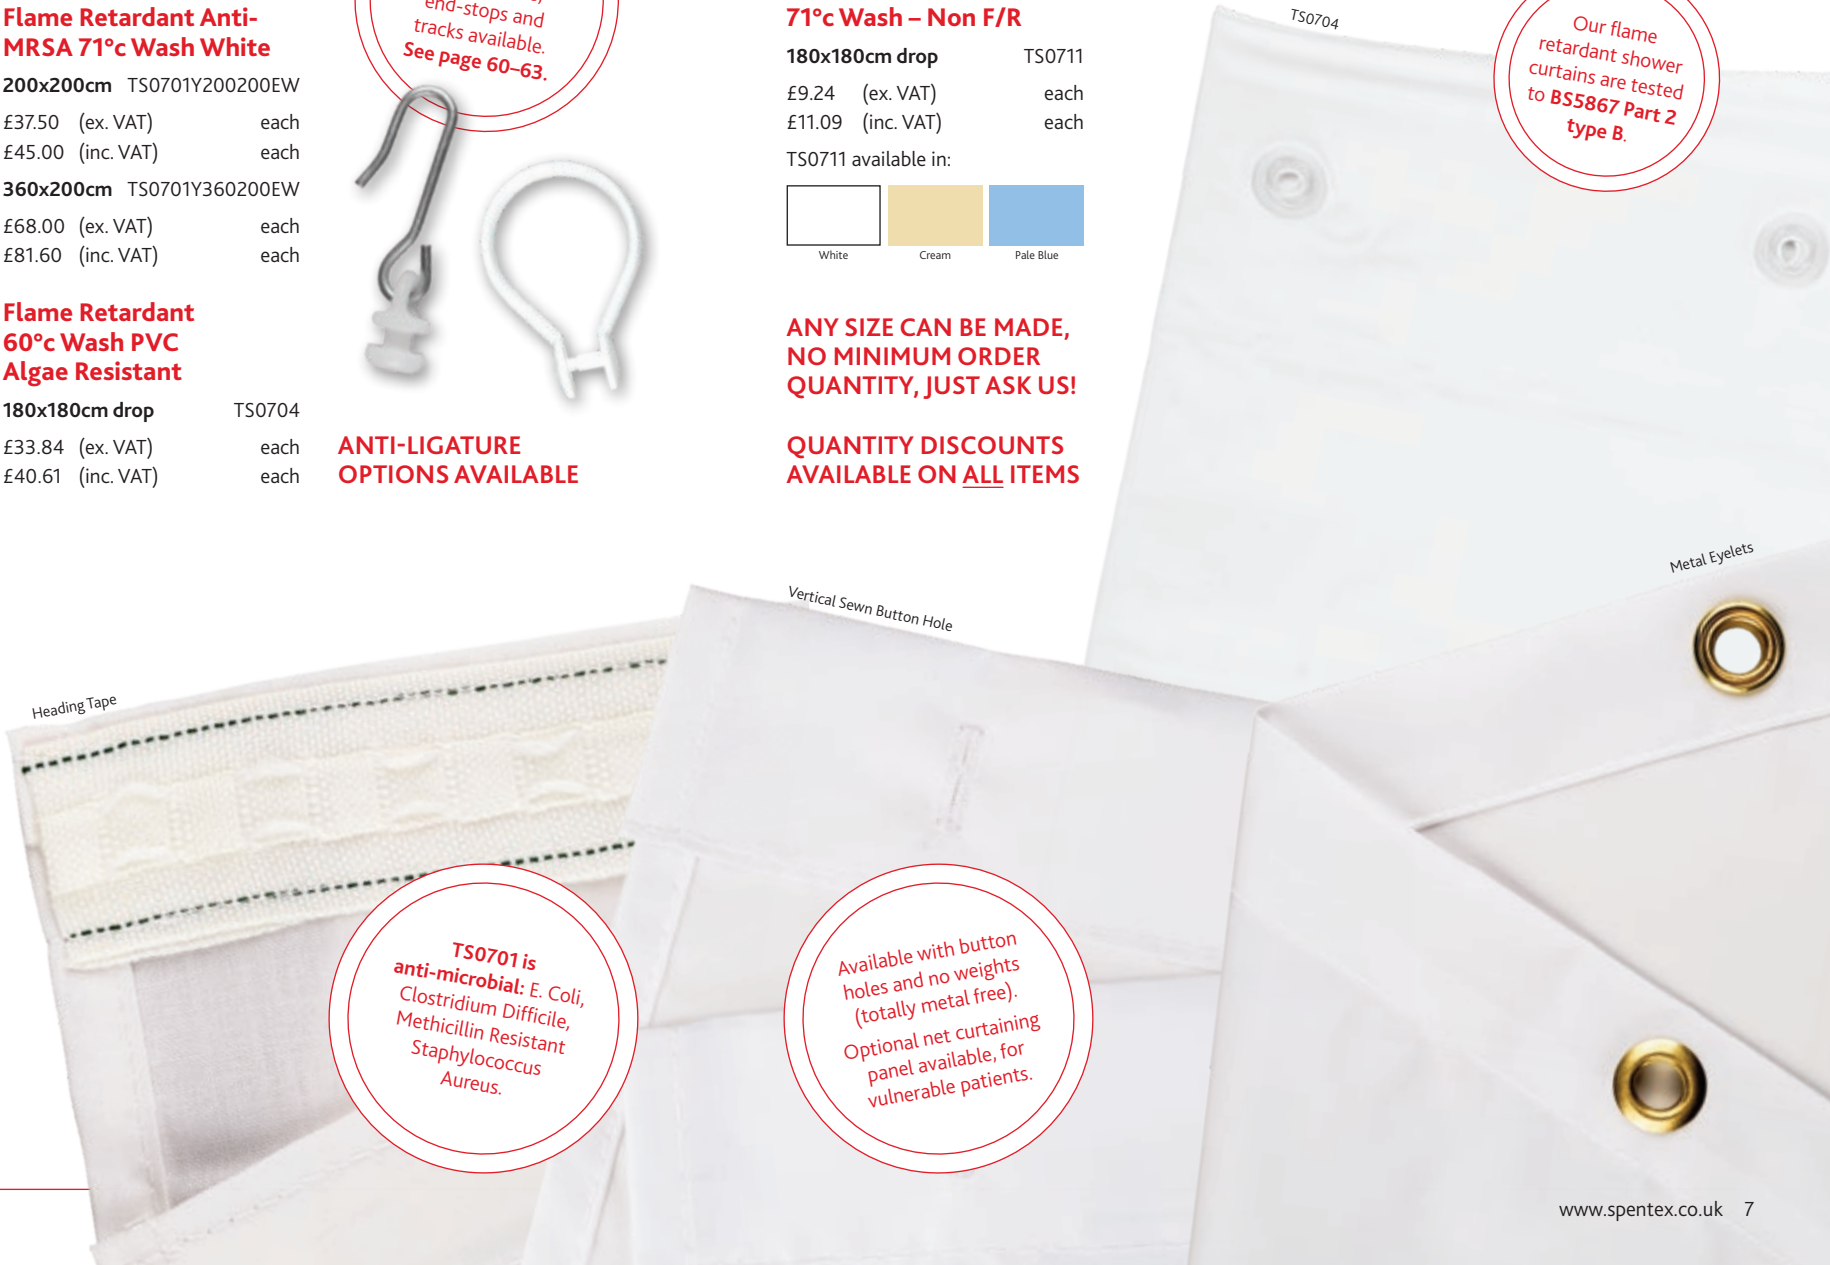 Flame Retardant Anti-
MRSA 71°c Wash White
200x200cm TS0701Y200200EW
£37.50 (ex. VAT) each
£45.00 (inc. VAT) each
360x200cm TS0701Y360200EW
£68.00 (ex. VAT) each
£81.60 (inc. VAT) each
Flame Retardant
60°c Wash PVC
Algae Resistant
180x180cm drop TS0704
£33.84 (ex. VAT) each
£40.61 (inc. VAT) each
end-stops and
tracks available.
See page 60–63.
ANTI-LIGATURE
OPTIONS AVAILABLE
71°c Wash – Non F/R
180x180cm drop TS0711
£9.24 (ex. VAT) each
£11.09 (inc. VAT) each
TS0711 available in:
White Cream Pale Blue
ANY SIZE CAN BE MADE,
NO MINIMUM ORDER
QUANTITY, JUST ASK US!
QUANTITY DISCOUNTS
AVAILABLE ON ALL ITEMS
TS0704
Our flame
retardant shower
curtains are tested
to BS5867 Part 2
type B.
Metal Eyelets
Vertical Sewn Button Hole
Heading Tape
TS0701 is
anti-microbial: E. Coli,
Clostridium Difficile,
Methicillin Resistant
Staphylococcus
Aureus.
Available with button
holes and no weights
(totally metal free).
Optional net curtaining
panel available, for
vulnerable patients.
www.spentex.co.uk 7